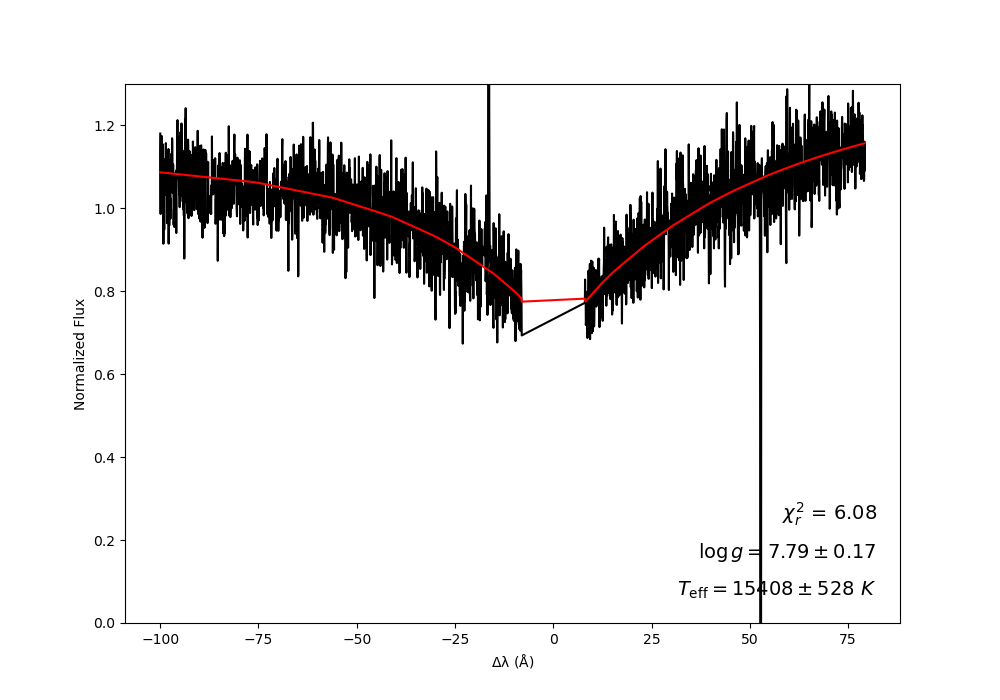 1.2
1.0
0.8
0.6
0.4
0.2
0.0
Normalized Flux
χ²ᵣ = 6.08
log g = 7.79 ± 0.17
T_eff = 15408 ± 528 K
−100 −75 −50 −25 0 25 50 75
Δλ (Å)